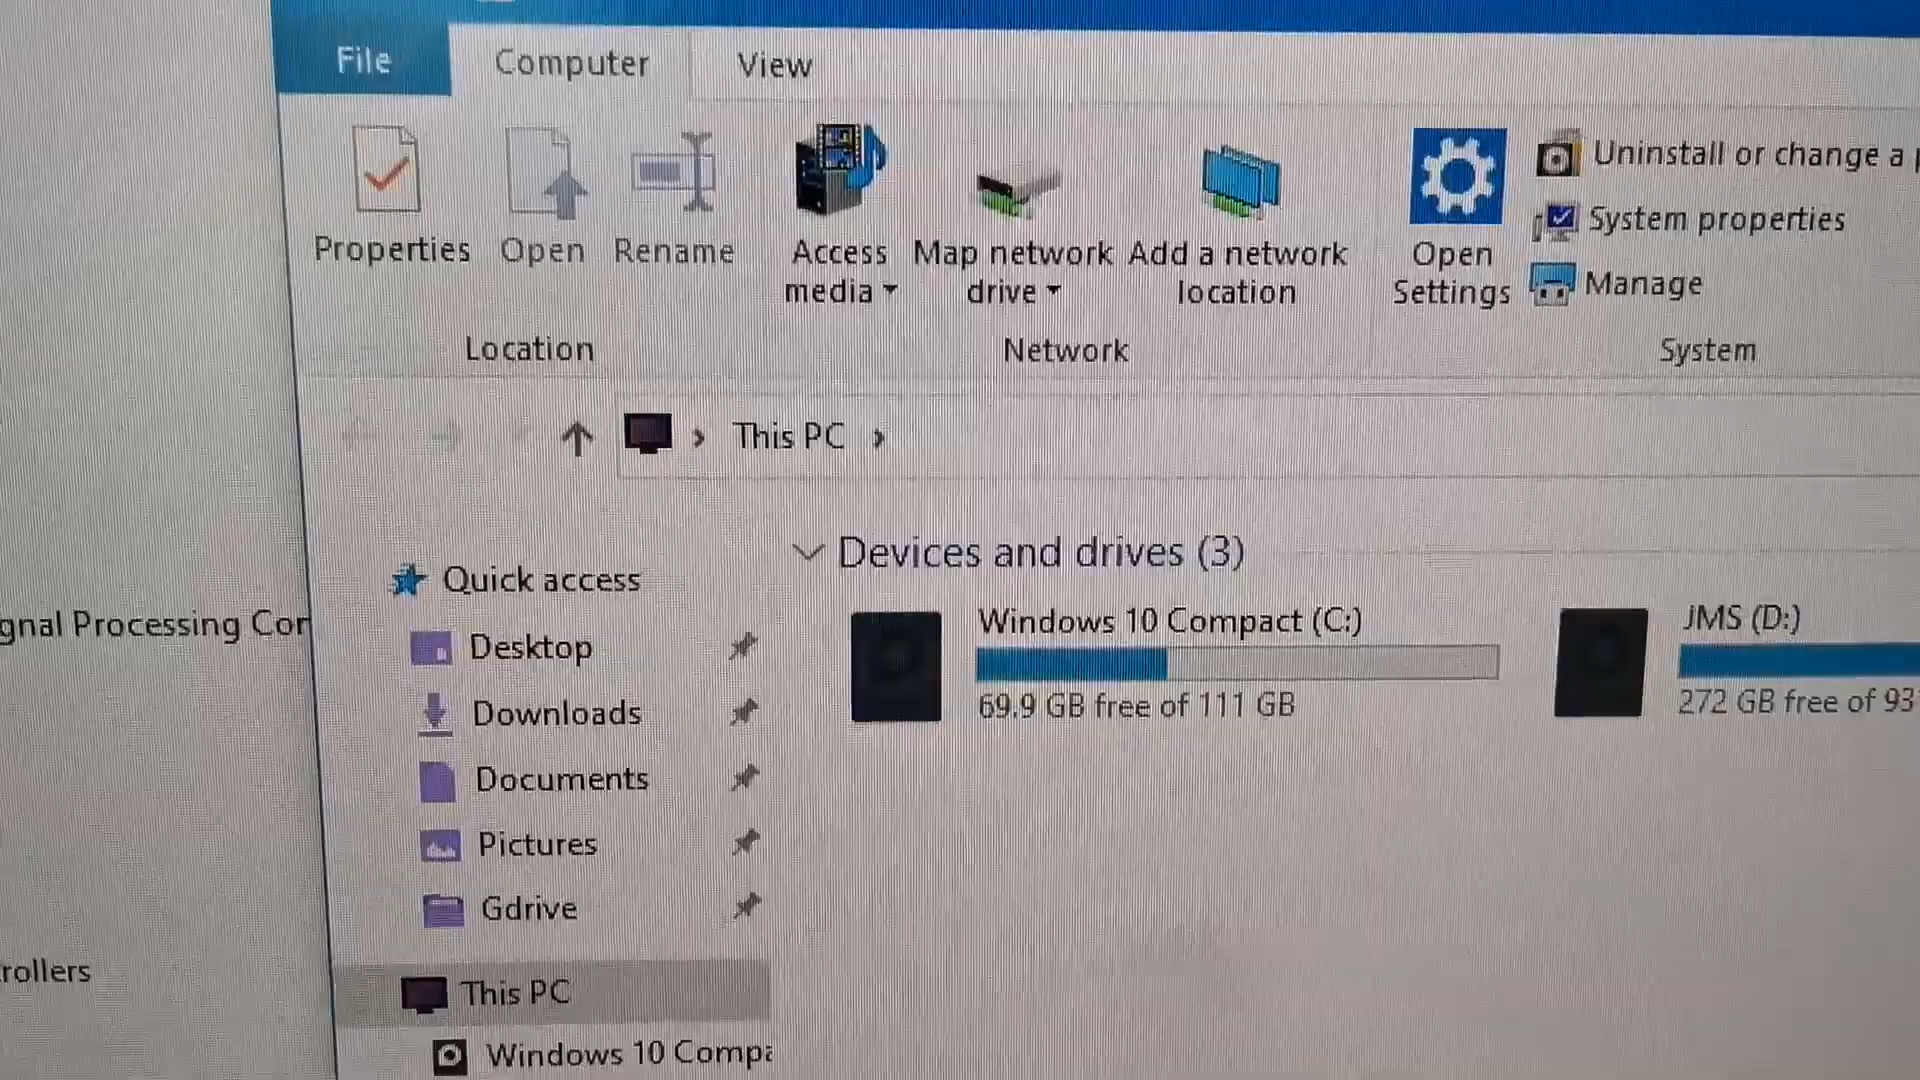 File Computer View
Properties Open Rename Access media Map network drive Add a network location Open Settings Uninstall or change a
System properties
Manage
Location Network System
This PC
Devices and drives (3)
Quick access
Windows 10 Compact (C:) JMS (D:)
69.9 GB free of 111 GB 272 GB free of 93
gnal Processing Con
Desktop
Downloads
Documents
Pictures
Gdrive
rollers
This PC
Windows 10 Compa